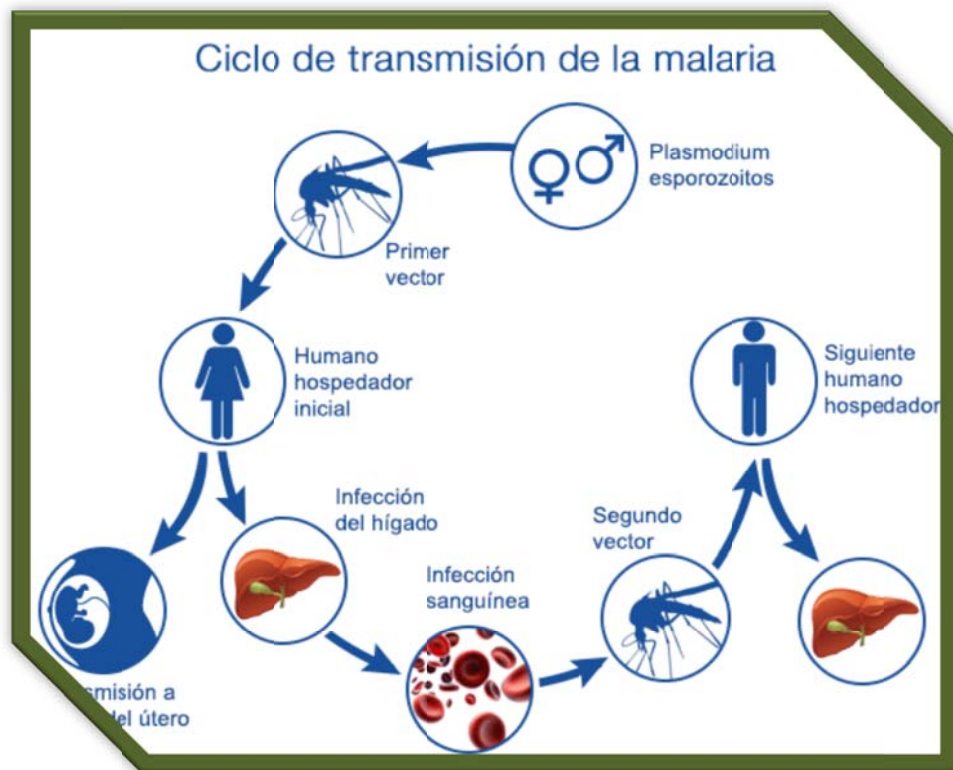 Ciclo de transmisión de la malaria
Plasmodium
esporozoitos
Primer
vector
Humano
hospedador
inicial
Siguiente
humano
hospedador
Infección
del hígado
Segundo
vector
Infección
sanguínea
smisión a
del útero